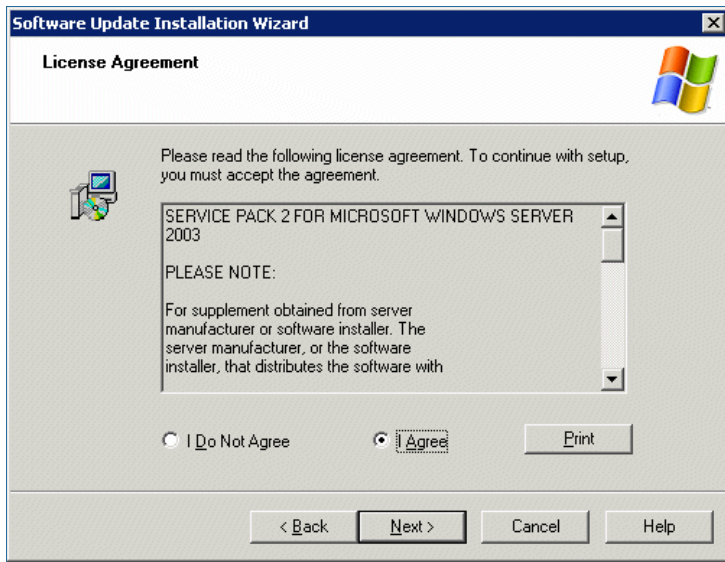 Software Update Installation Wizard
License Agreement
Please read the following license agreement. To continue with setup,
you must accept the agreement.
SERVICE PACK 2 FOR MICROSOFT WINDOWS SERVER
2003
PLEASE NOTE:
For supplement obtained from server
manufacturer or software installer. The
server manufacturer, or the software
installer, that distributes the software with
I Do Not Agree
I Agree
Print
< Back
Next >
Cancel
Help